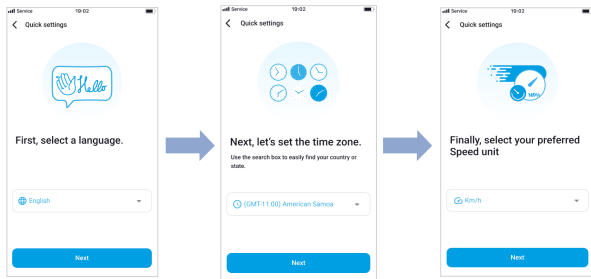 Service
19:02
Quick settings
Hello
First, select a language.
English
Next
Service
19:02
Quick settings
Next, let's set the time zone.
Use the search box to easily find your country or
state.
(GMT-11:00) American Samoa
Next
Service
19:02
Quick settings
Finally, select your preferred
Speed unit
Km/h
Next